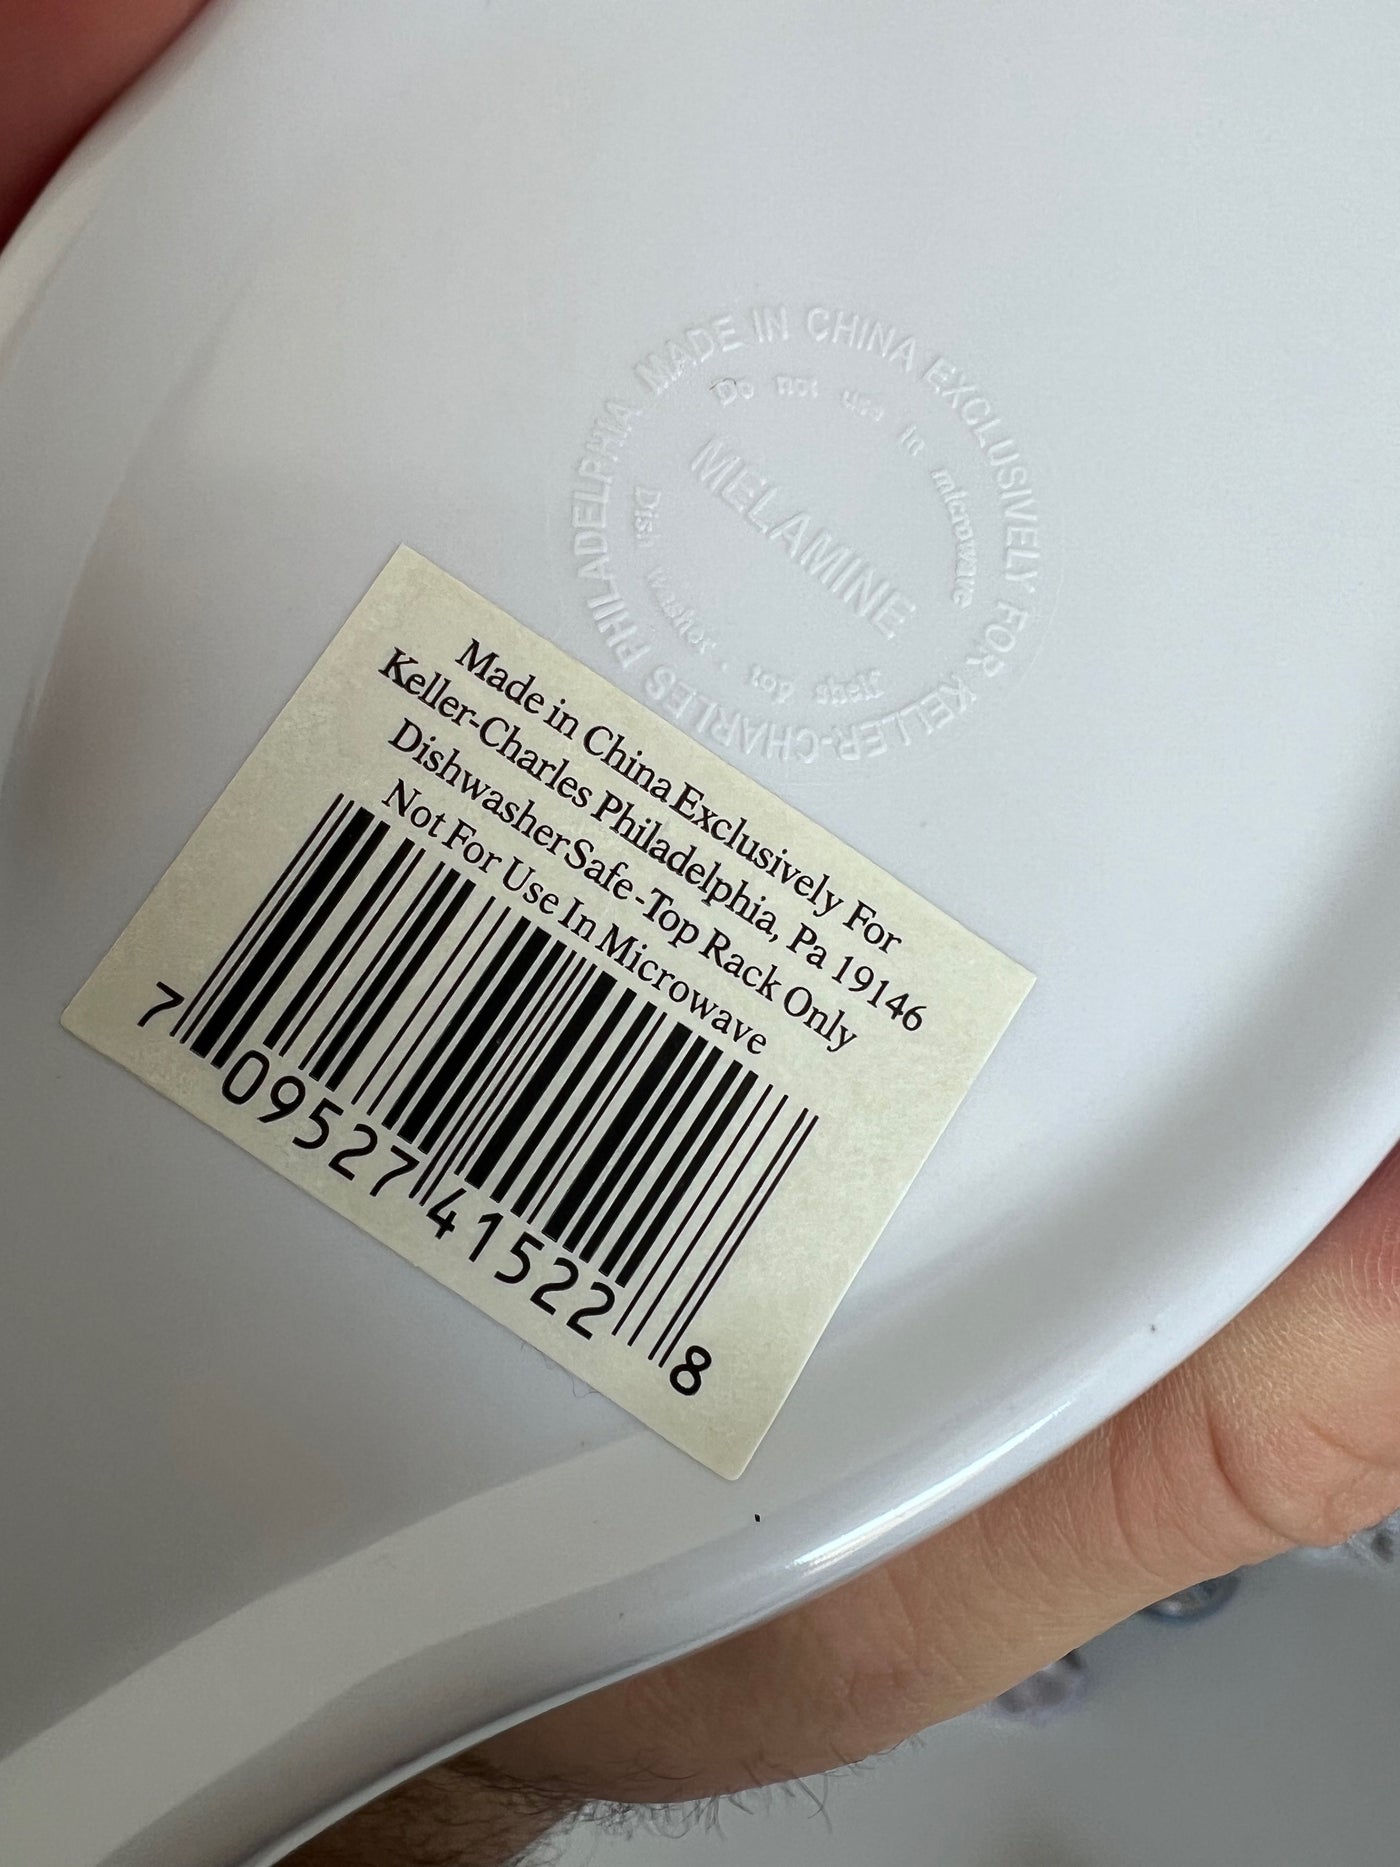 MADE IN CHINA EXCLUSIVELY FOR KELLER-CHARLES PHILADELPHIA
Do not use in microwave
MELAMINE
Dish washer · top shelf
Made in China Exclusively For
Keller-Charles Philadelphia, Pa 19146
Dishwasher Safe - Top Rack Only
Not For Use In Microwave
7 09527 41522 8